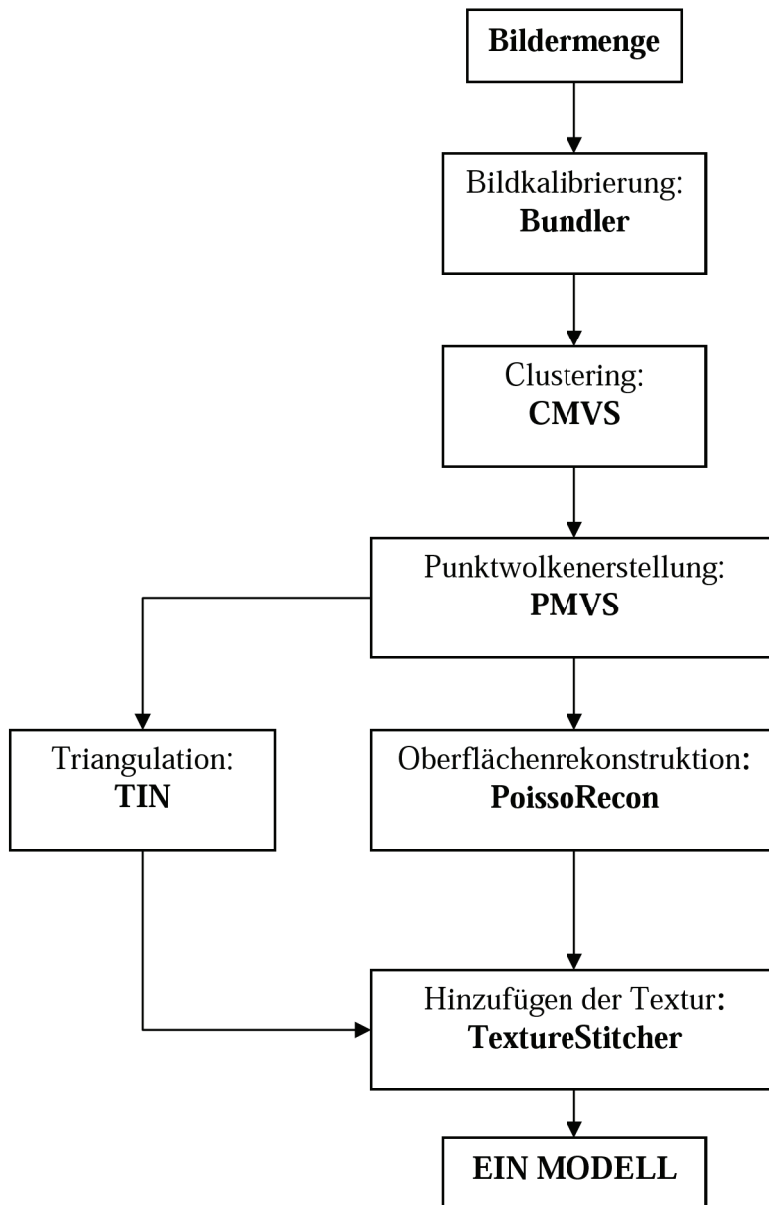 Bildermenge
Bildkalibrierung:
Bundler
Clustering:
CMVS
Punktwolkenerstellung:
PMVS
Triangulation:
TIN
Oberflächenrekonstruktion:
PoissoRecon
Hinzufügen der Textur:
TextureStitcher
EIN MODELL